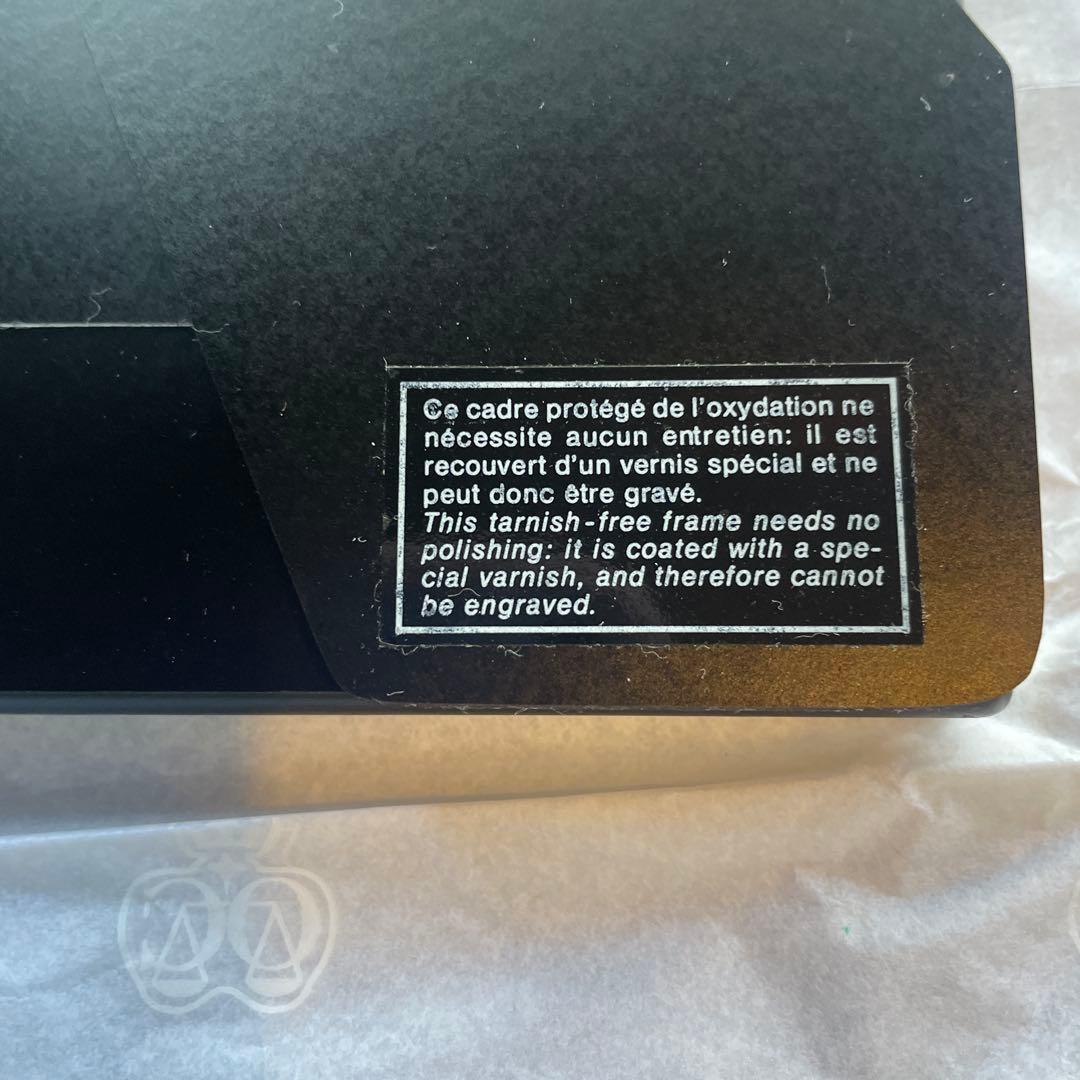 Ce cadre protégé de l'oxydation ne
nécessite aucun entretien: il est
recouvert d'un vernis spécial et ne
peut donc être gravé.
This tarnish-free frame needs no
polishing: it is coated with a spe-
cial varnish, and therefore cannot
be engraved.